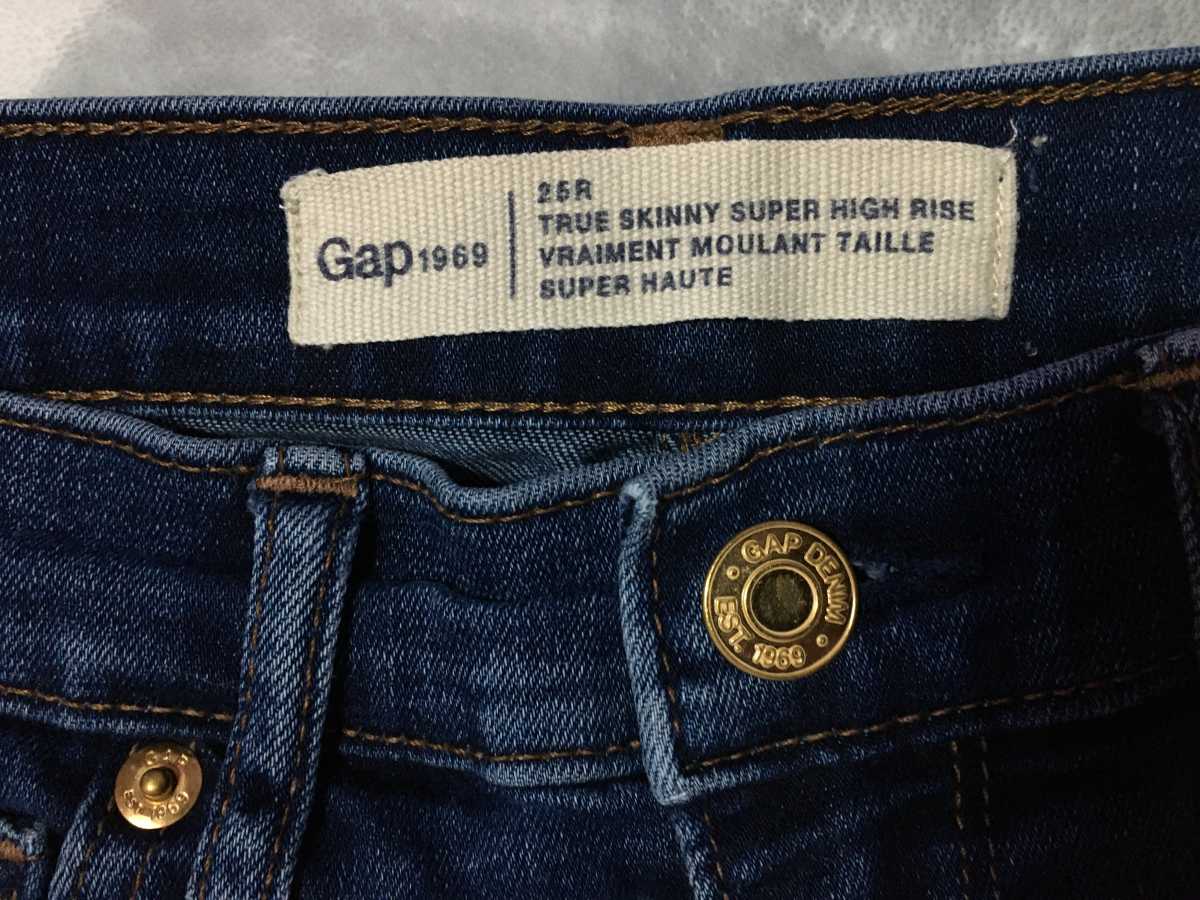 Gap 1969
25R
TRUE SKINNY SUPER HIGH RISE
VRAIMENT MOULANT TAILLE
SUPER HAUTE
GAP DENIM
EST. 1969
GAP
EST. 1969